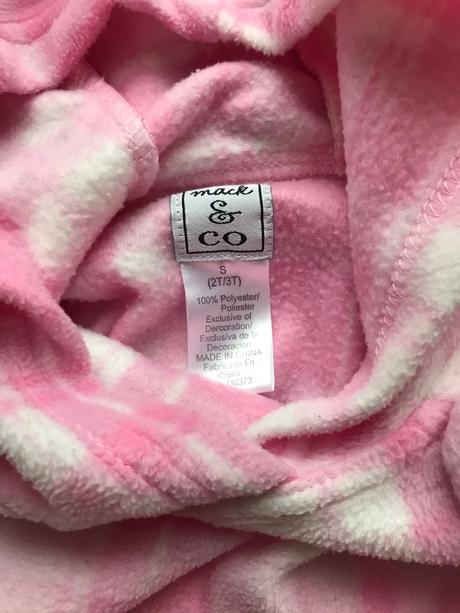 mack
&
CO
S
(2T/3T)
100% Polyester/
Poliester
Exclusive of
Dercoration/
Exclusiva de la
Decoracion
MADE IN CHINA
Fabricado En
China